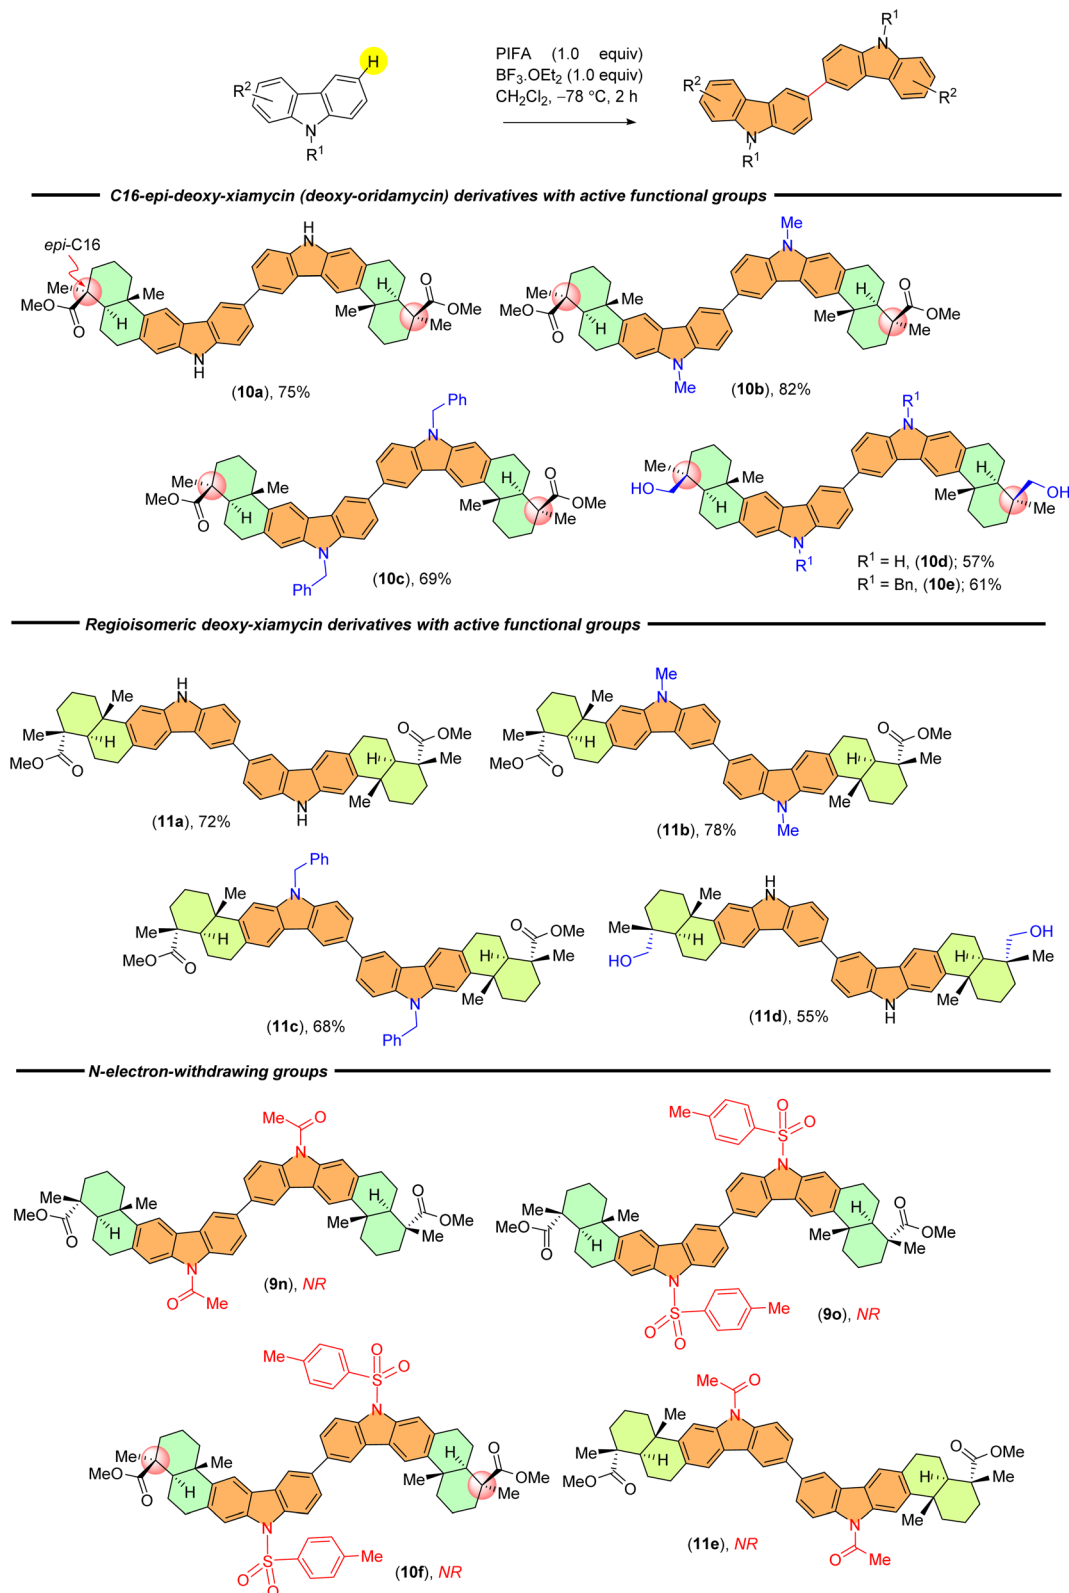 H
R²
N
R¹
PIFA (1.0 equiv)
BF₃.OEt₂ (1.0 equiv)
CH₂Cl₂, −78 °C, 2 h
R¹
N
R²
R²
N
R¹
C16-epi-deoxy-xiamycin (deoxy-oridamycin) derivatives with active functional groups
epi-C16
H
N
Me
Me
MeO
O
H
N
H
H
Me
O
OMe
Me
(10a), 75%
Me
N
Me
Me
MeO
O
H
N
Me
H
Me
O
OMe
Me
(10b), 82%
Ph
N
Me
Me
MeO
O
H
N
Ph
H
Me
O
OMe
Me
(10c), 69%
R¹
N
Me
Me
HO
H
N
R¹
H
Me
OH
Me
R¹ = H, (10d); 57%
R¹ = Bn, (10e); 61%
Regioisomeric deoxy-xiamycin derivatives with active functional groups
H
N
Me
Me
H
MeO
O
N
H
H
Me
O
OMe
Me
(11a), 72%
Me
N
Me
Me
H
MeO
O
N
Me
H
Me
O
OMe
Me
(11b), 78%
Ph
N
Me
Me
H
MeO
O
N
Ph
H
Me
O
OMe
Me
(11c), 68%
H
N
Me
Me
H
HO
N
H
H
Me
OH
Me
(11d), 55%
N-electron-withdrawing groups
Me
O
N
Me
Me
MeO
O
H
N
O
Me
H
Me
O
OMe
Me
(9n), NR
Me
O
S
O
N
Me
Me
MeO
O
H
N
O
S
O
Me
H
Me
O
OMe
Me
(9o), NR
Me
O
S
O
N
Me
Me
MeO
O
H
N
O
S
O
Me
H
Me
O
OMe
Me
(10f), NR
Me
O
N
Me
Me
H
MeO
O
N
O
Me
H
Me
O
OMe
Me
(11e), NR